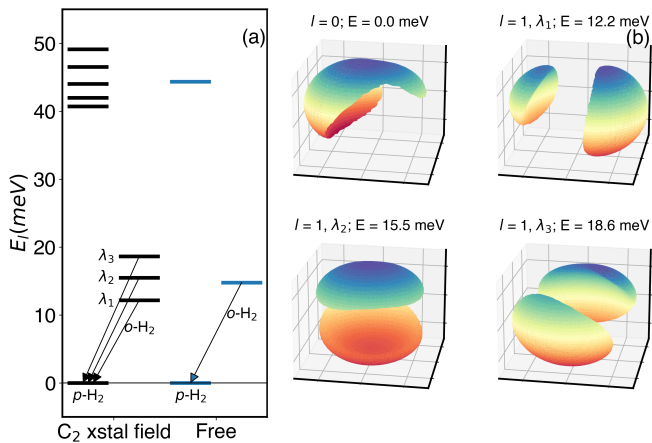 (a)
50
40
30
20
10
0
E_l(meV)
λ₃
λ₂
λ₁
o-H₂
o-H₂
p-H₂
p-H₂
C₂ xstal field
Free
l = 0; E = 0.0 meV
l = 1, λ₁; E = 12.2 meV
(b)
l = 1, λ₂; E = 15.5 meV
l = 1, λ₃; E = 18.6 meV